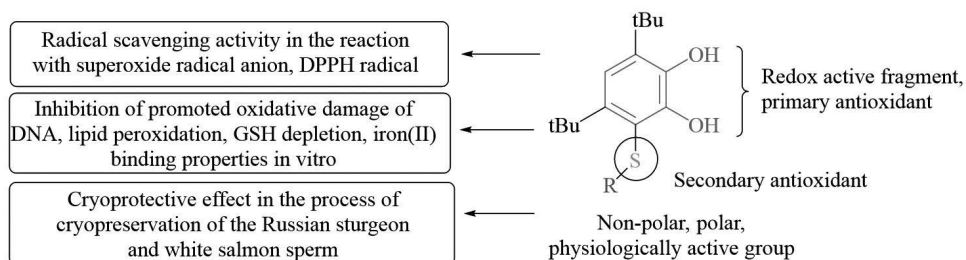 Radical scavenging activity in the reaction
with superoxide radical anion, DPPH radical
Inhibition of promoted oxidative damage of
DNA, lipid peroxidation, GSH depletion, iron(II)
binding properties in vitro
Cryoprotective effect in the process of
cryopreservation of the Russian sturgeon
and white salmon sperm
tBu
OH
OH
tBu
S
R
Redox active fragment,
primary antioxidant
Secondary antioxidant
Non-polar, polar,
physiologically active group